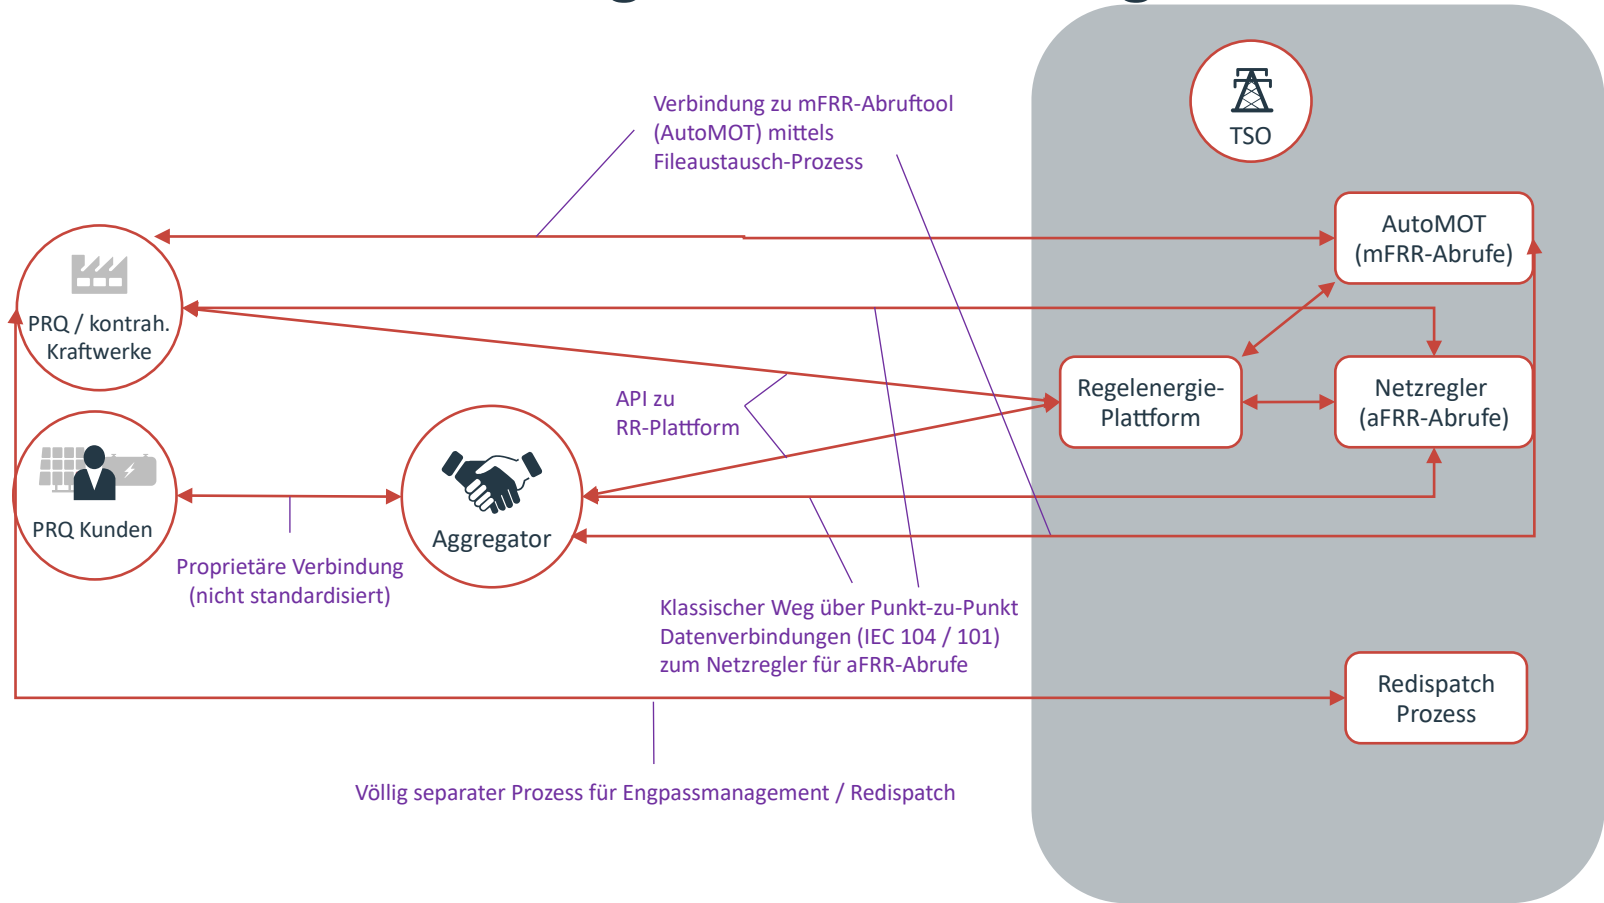 Verbindung zu mFRR-Abruftool
(AutoMOT) mittels
Fileaustausch-Prozess
TSO
AutoMOT
(mFRR-Abrufe)
PRQ / kontrah.
Kraftwerke
API zu
RR-Plattform
Regelenergie-
Plattform
Netzregler
(aFRR-Abrufe)
PRQ Kunden
Aggregator
Proprietäre Verbindung
(nicht standardisiert)
Klassischer Weg über Punkt-zu-Punkt
Datenverbindungen (IEC 104 / 101)
zum Netzregler für aFRR-Abrufe
Redispatch
Prozess
Völlig separater Prozess für Engpassmanagement / Redispatch